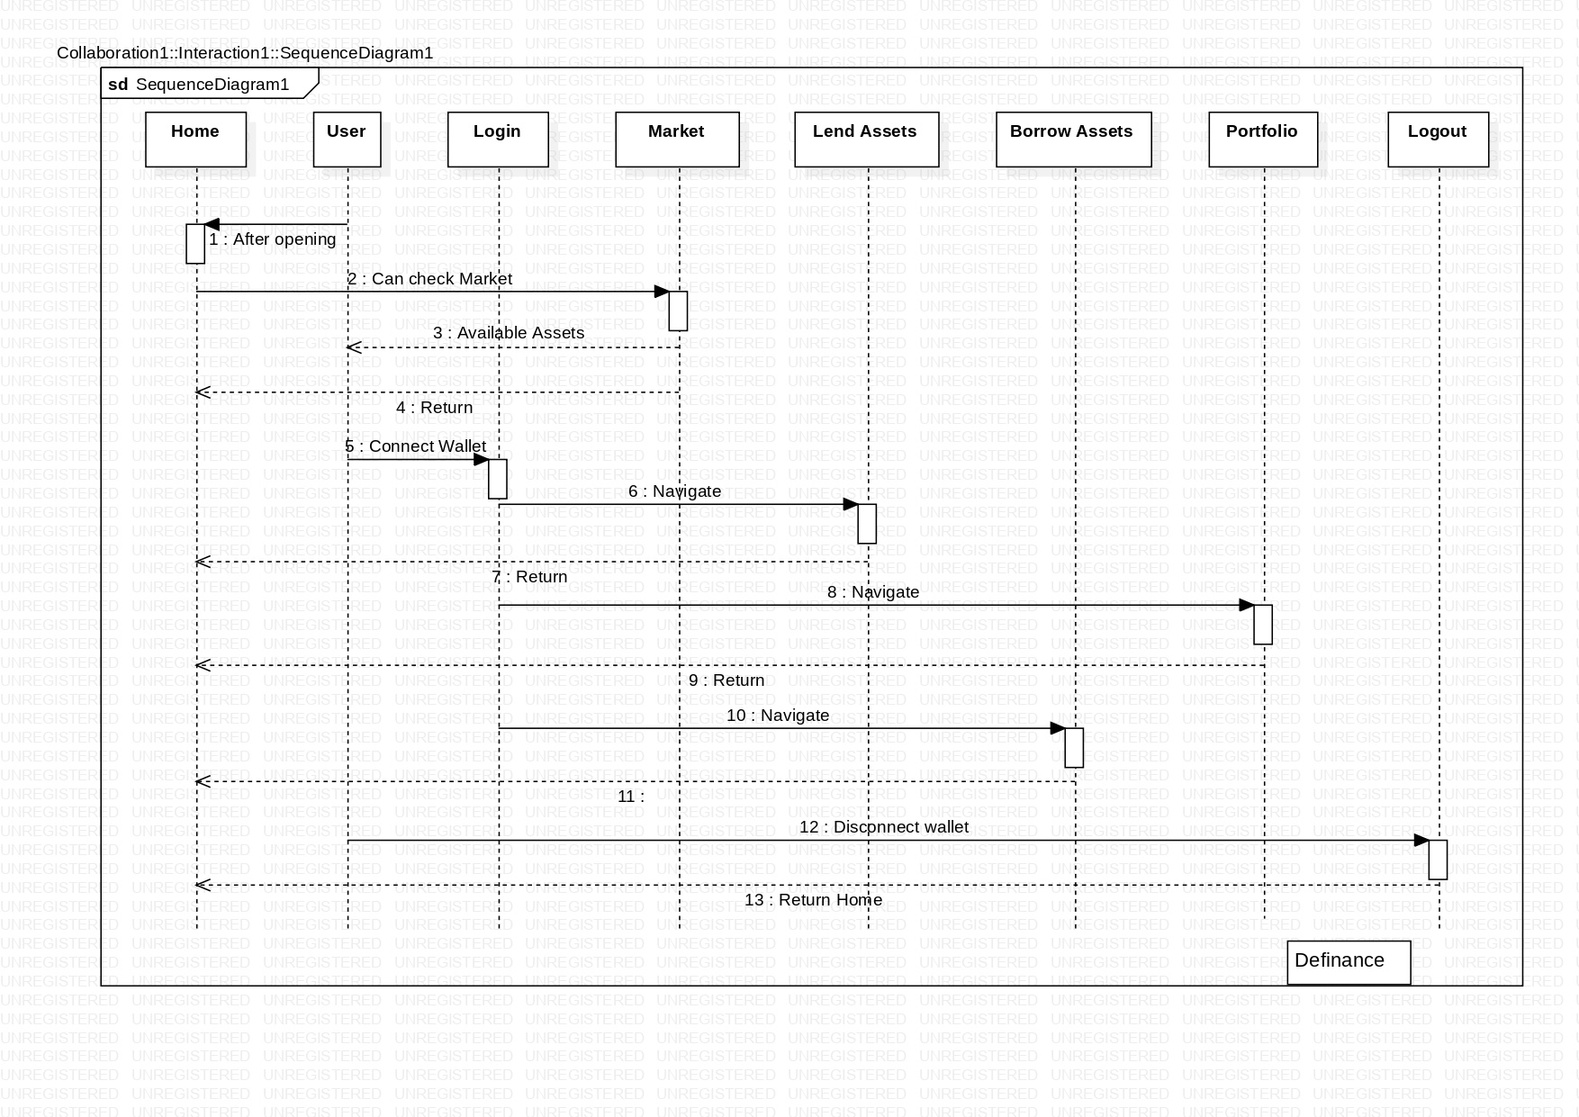 Collaboration1::Interaction1::SequenceDiagram1
sd SequenceDiagram1
Home
User
Login
Market
Lend Assets
Borrow Assets
Portfolio
Logout
1 : After opening
2 : Can check Market
3 : Available Assets
4 : Return
5 : Connect Wallet
6 : Navigate
7 : Return
8 : Navigate
9 : Return
10 : Navigate
11 :
12 : Disconnect wallet
13 : Return Home
Definance
UNREGISTERED